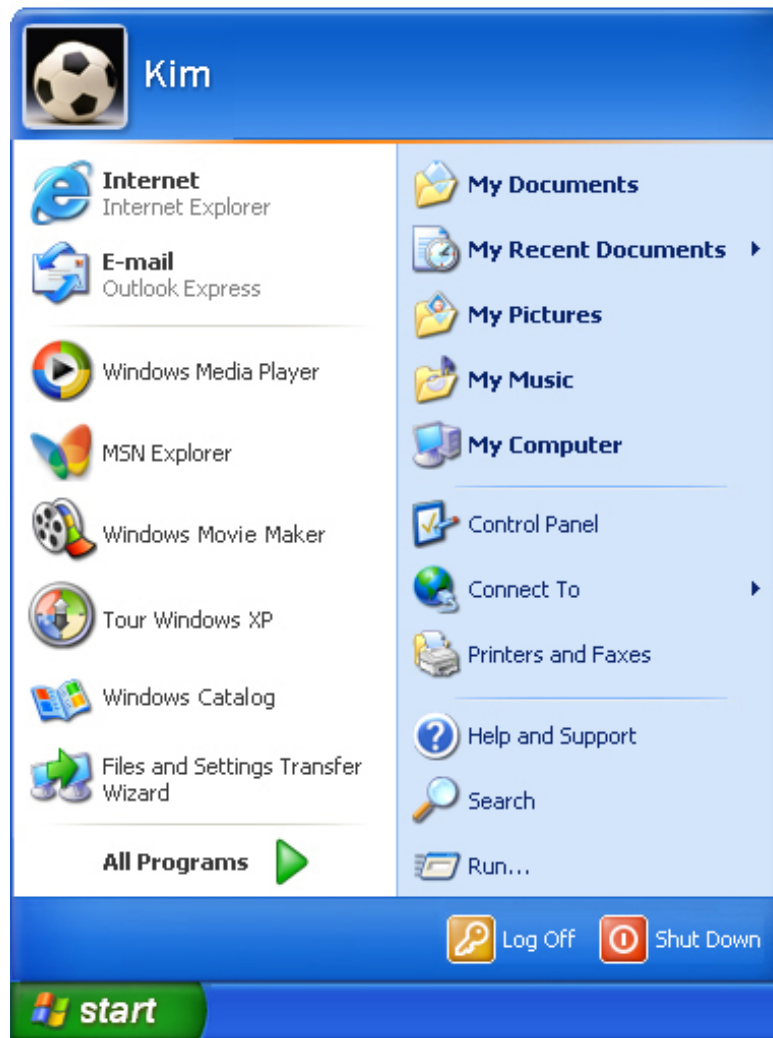 Kim
Internet
Internet Explorer
E-mail
Outlook Express
Windows Media Player
MSN Explorer
Windows Movie Maker
Tour Windows XP
Windows Catalog
Files and Settings Transfer
Wizard
All Programs
My Documents
My Recent Documents
My Pictures
My Music
My Computer
Control Panel
Connect To
Printers and Faxes
Help and Support
Search
Run...
Log Off
Shut Down
start